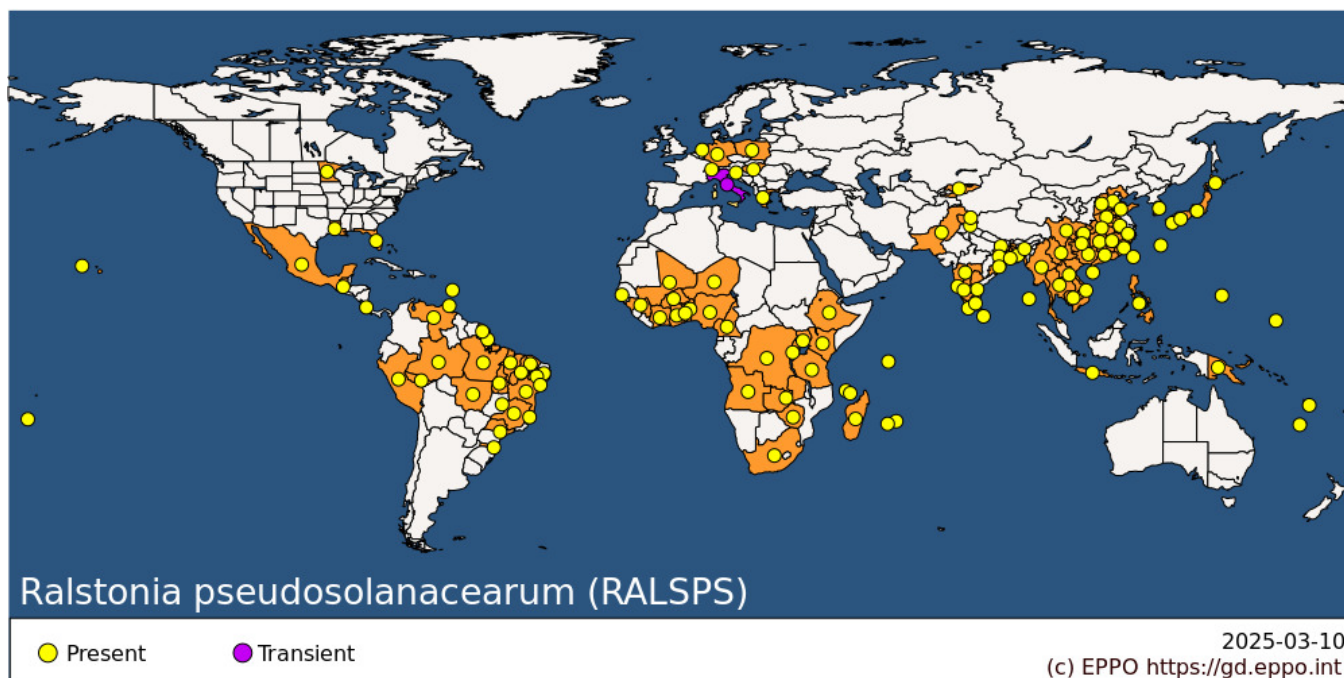 Ralstonia pseudosolanacearum (RALSPS)
Present
Transient
2025-03-10
(c) EPPO https://gd.eppo.int